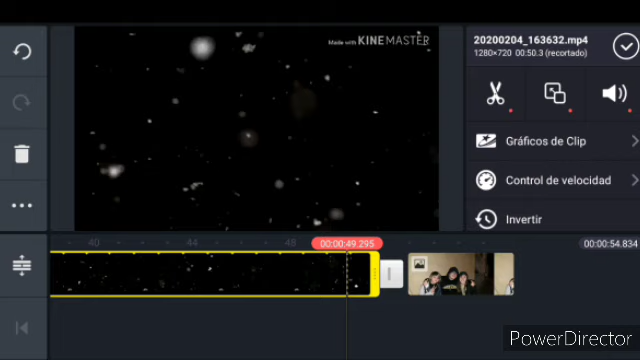 Made with KINEMASTER
20200204_163632.mp4
1280×720 00:50.3 (recortado)
Gráficos de Clip
Control de velocidad
Invertir
40
44
48
00:00:49.295
00:00:54.834
PowerDirector